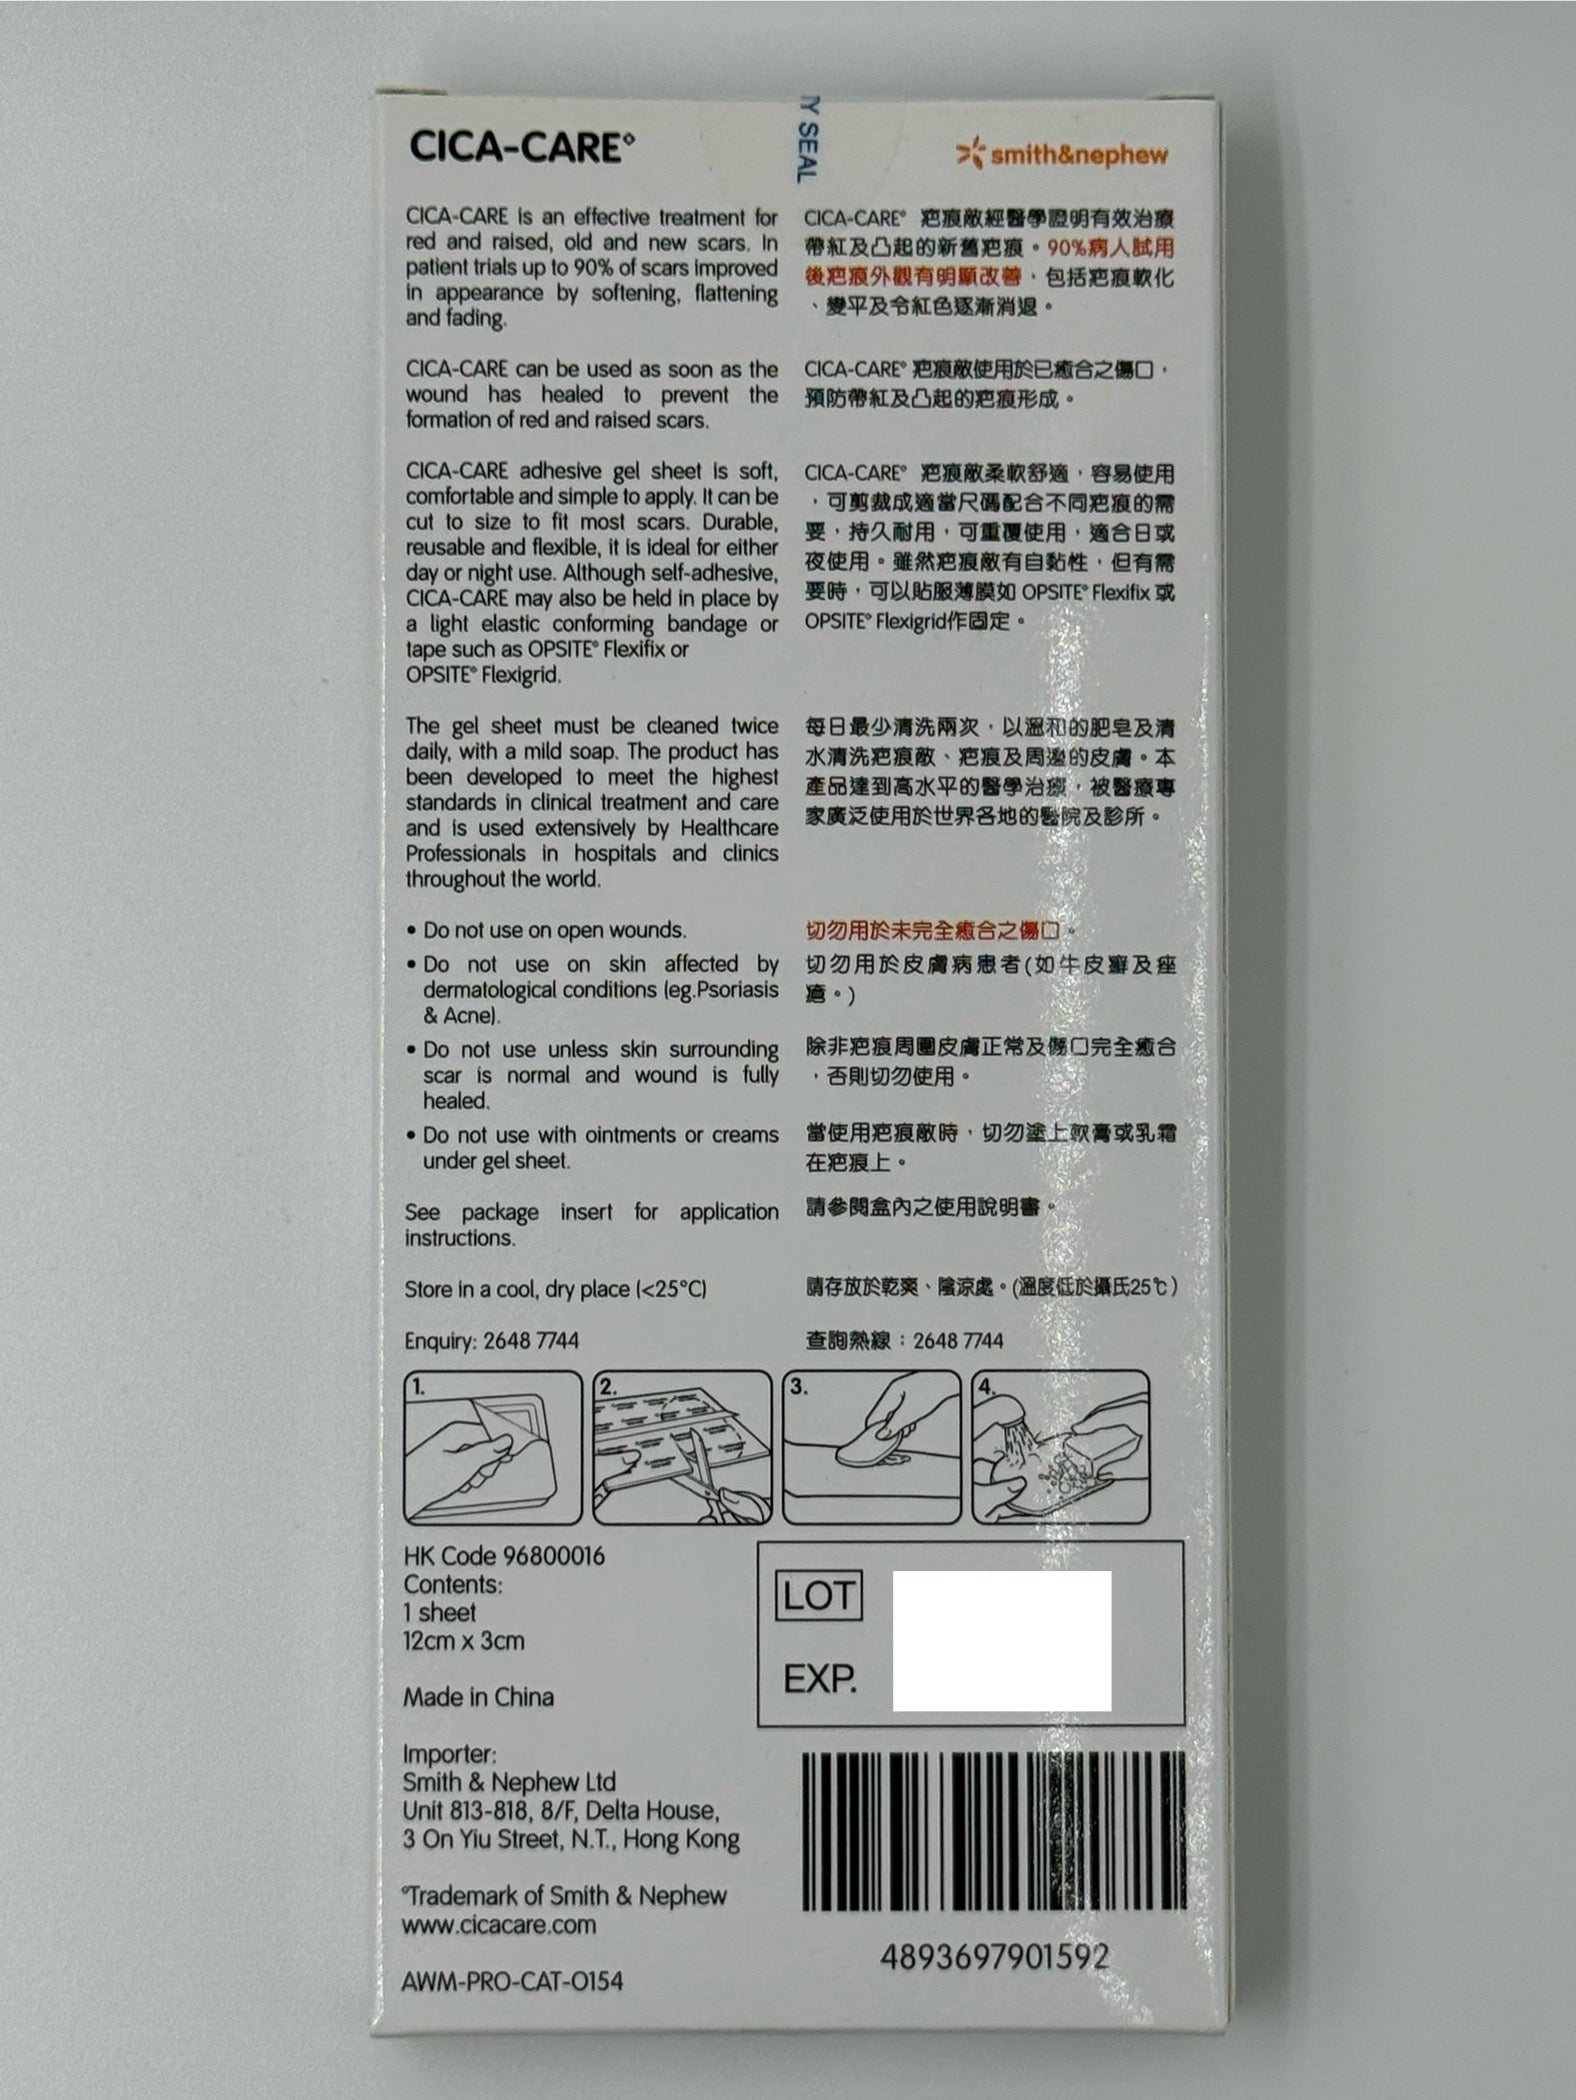 CICA-CARE◊
Y SEAL
smith&nephew
CICA-CARE is an effective treatment for
red and raised, old and new scars. In
patient trials up to 90% of scars improved
in appearance by softening, flattening
and fading.
CICA-CARE can be used as soon as the
wound has healed to prevent the
formation of red and raised scars.
CICA-CARE adhesive gel sheet is soft,
comfortable and simple to apply. It can be
cut to size to fit most scars. Durable,
reusable and flexible, it is ideal for either
day or night use. Although self-adhesive,
CICA-CARE may also be held in place by
a light elastic conforming bandage or
tape such as OPSITE◊ Flexifix or
OPSITE◊ Flexigrid.
The gel sheet must be cleaned twice
daily, with a mild soap. The product has
been developed to meet the highest
standards in clinical treatment and care
and is used extensively by Healthcare
Professionals in hospitals and clinics
throughout the world.
• Do not use on open wounds.
• Do not use on skin affected by
dermatological conditions (eg.Psoriasis
& Acne).
• Do not use unless skin surrounding
scar is normal and wound is fully
healed.
• Do not use with ointments or creams
under gel sheet.
See package insert for application
instructions.
Store in a cool, dry place (<25°C)
Enquiry: 2648 7744
CICA-CARE◊ 疤痕敵經醫學證明有效治療
帶紅及凸起的新舊疤痕。90%病人試用
後疤痕外觀有明顯改善，包括疤痕軟化
、變平及令紅色逐漸消退。
CICA-CARE◊ 疤痕敵使用於已癒合之傷口，
預防帶紅及凸起的疤痕形成。
CICA-CARE◊ 疤痕敵柔軟舒適，容易使用
，可剪裁成適當尺碼配合不同疤痕的需
要，持久耐用，可重覆使用，適合日或
夜使用。雖然疤痕敵有自黏性，但有需
要時，可以貼服薄膜如 OPSITE◊ Flexifix 或
OPSITE◊ Flexigrid作固定。
每日最少清洗兩次，以溫和的肥皂及清
水清洗疤痕敵、疤痕及周邊的皮膚。本
產品達到高水平的醫學治療，被醫療專
家廣泛使用於世界各地的醫院及診所。
切勿用於未完全癒合之傷口。
切勿用於皮膚病患者(如牛皮癬及痤
瘡。)
除非疤痕周圍皮膚正常及傷口完全癒合
，否則切勿使用。
當使用疤痕敵時，切勿塗上軟膏或乳霜
在疤痕上。
請參閱盒內之使用說明書。
請存放於乾爽、陰涼處。(溫度低於攝氏25℃)
查詢熱線：2648 7744
1.
2.
3.
4.
HK Code 96800016
Contents:
1 sheet
12cm x 3cm
Made in China
Importer:
Smith & Nephew Ltd
Unit 813-818, 8/F, Delta House,
3 On Yiu Street, N.T., Hong Kong
◊Trademark of Smith & Nephew
www.cicacare.com
AWM-PRO-CAT-0154
LOT
EXP.
4893697901592